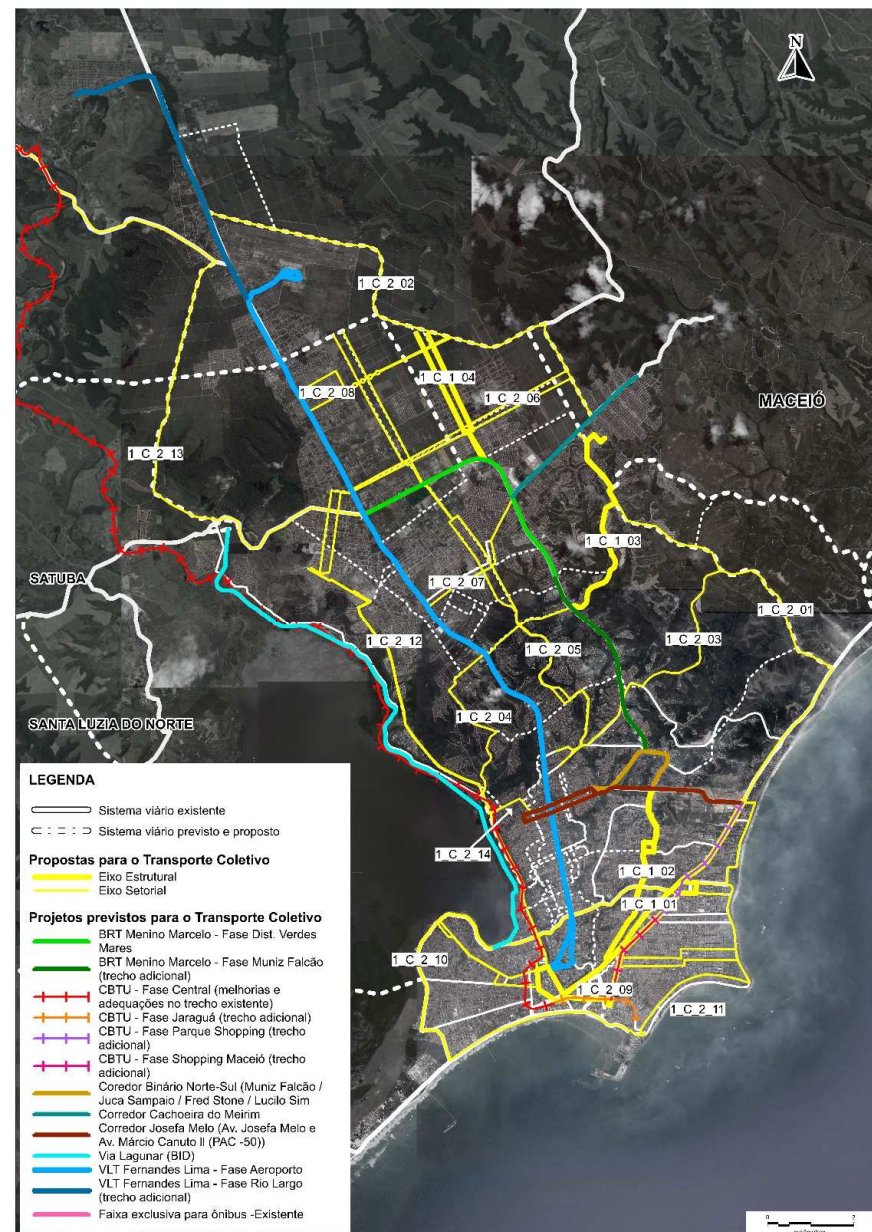 N
1_C_2_02
1_C_1_04
1_C_2_08
1_C_2_06
MACEIÓ
1_C_2_13
1_C_1_03
SATUBA
1_C_2_07
1_C_2_01
1_C_2_12
1_C_2_03
1_C_2_05
SANTA LUZIA DO NORTE
1_C_2_04
1_C_2_14
1_C_1_02
1_C_1_01
1_C_2_10
1_C_2_09
1_C_2_11
LEGENDA
Sistema viário existente
Sistema viário previsto e proposto
Propostas para o Transporte Coletivo
Eixo Estrutural
Eixo Setorial
Projetos previstos para o Transporte Coletivo
BRT Menino Marcelo - Fase Dist. Verdes
Mares
BRT Menino Marcelo - Fase Muniz Falcão
(trecho adicional)
CBTU - Fase Central (melhorias e
adequações no trecho existente)
CBTU - Fase Jaraguá (trecho adicional)
CBTU - Fase Parque Shopping (trecho
adicional)
CBTU - Fase Shopping Maceió (trecho
adicional)
Coredor Binário Norte-Sul (Muniz Falcão /
Juca Sampaio / Fred Stone / Lucilo Sim
Corredor Cachoeira do Meirim
Corredor Josefa Melo (Av. Josefa Melo e
Av. Márcio Canuto II (PAC -50))
Via Lagunar (BID)
VLT Fernandes Lima - Fase Aeroporto
VLT Fernandes Lima - Fase Rio Largo
(trecho adicional)
Faixa exclusiva para ônibus -Existente
0 2